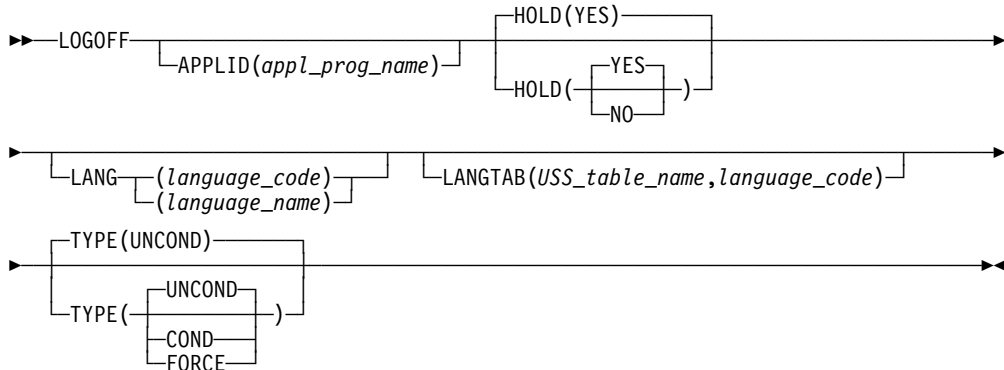 HOLD(YES)
LOGOFF
APPLID(appl_prog_name)
YES
HOLD( )
NO
LANG (language_code)
(language_name)
LANGTAB(USS_table_name,language_code)
TYPE(UNCOND)
UNCOND
TYPE( )
COND
FORCE